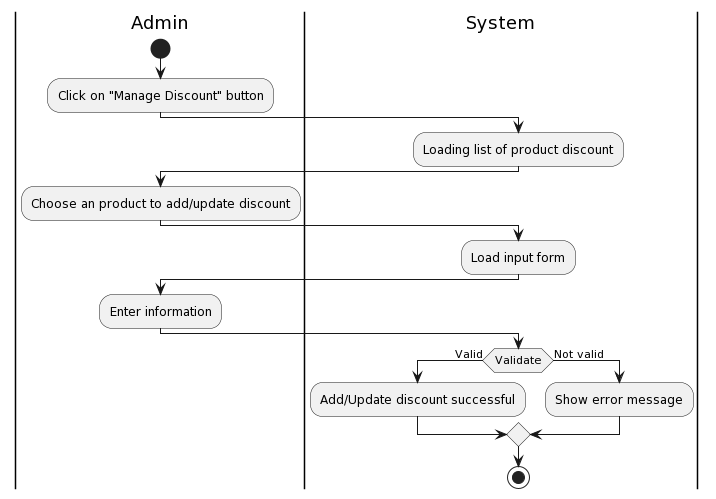 Admin
System
Click on "Manage Discount" button
Loading list of product discount
Choose an product to add/update discount
Load input form
Enter information
Valid
Validate
Not valid
Add/Update discount successful
Show error message